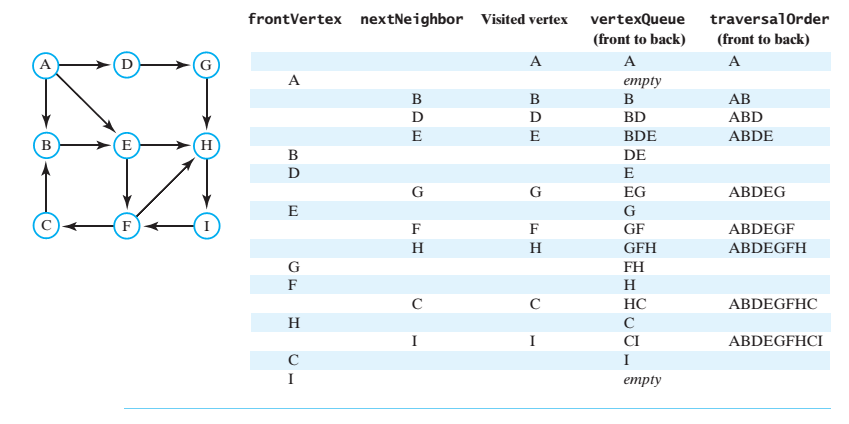 frontVertex nextNeighbor Visited vertex vertexQueue traversalOrder
(front to back) (front to back)
A D G
B E H
C F I
A A A
A empty
B B B AB
D D BD ABD
E E BDE ABDE
B DE
D E
G G EG ABDEG
E G
F F GF ABDEGF
H H GFH ABDEGFH
G FH
F H
C C HC ABDEGFHC
H C
I I CI ABDEGFHCI
C I
I empty